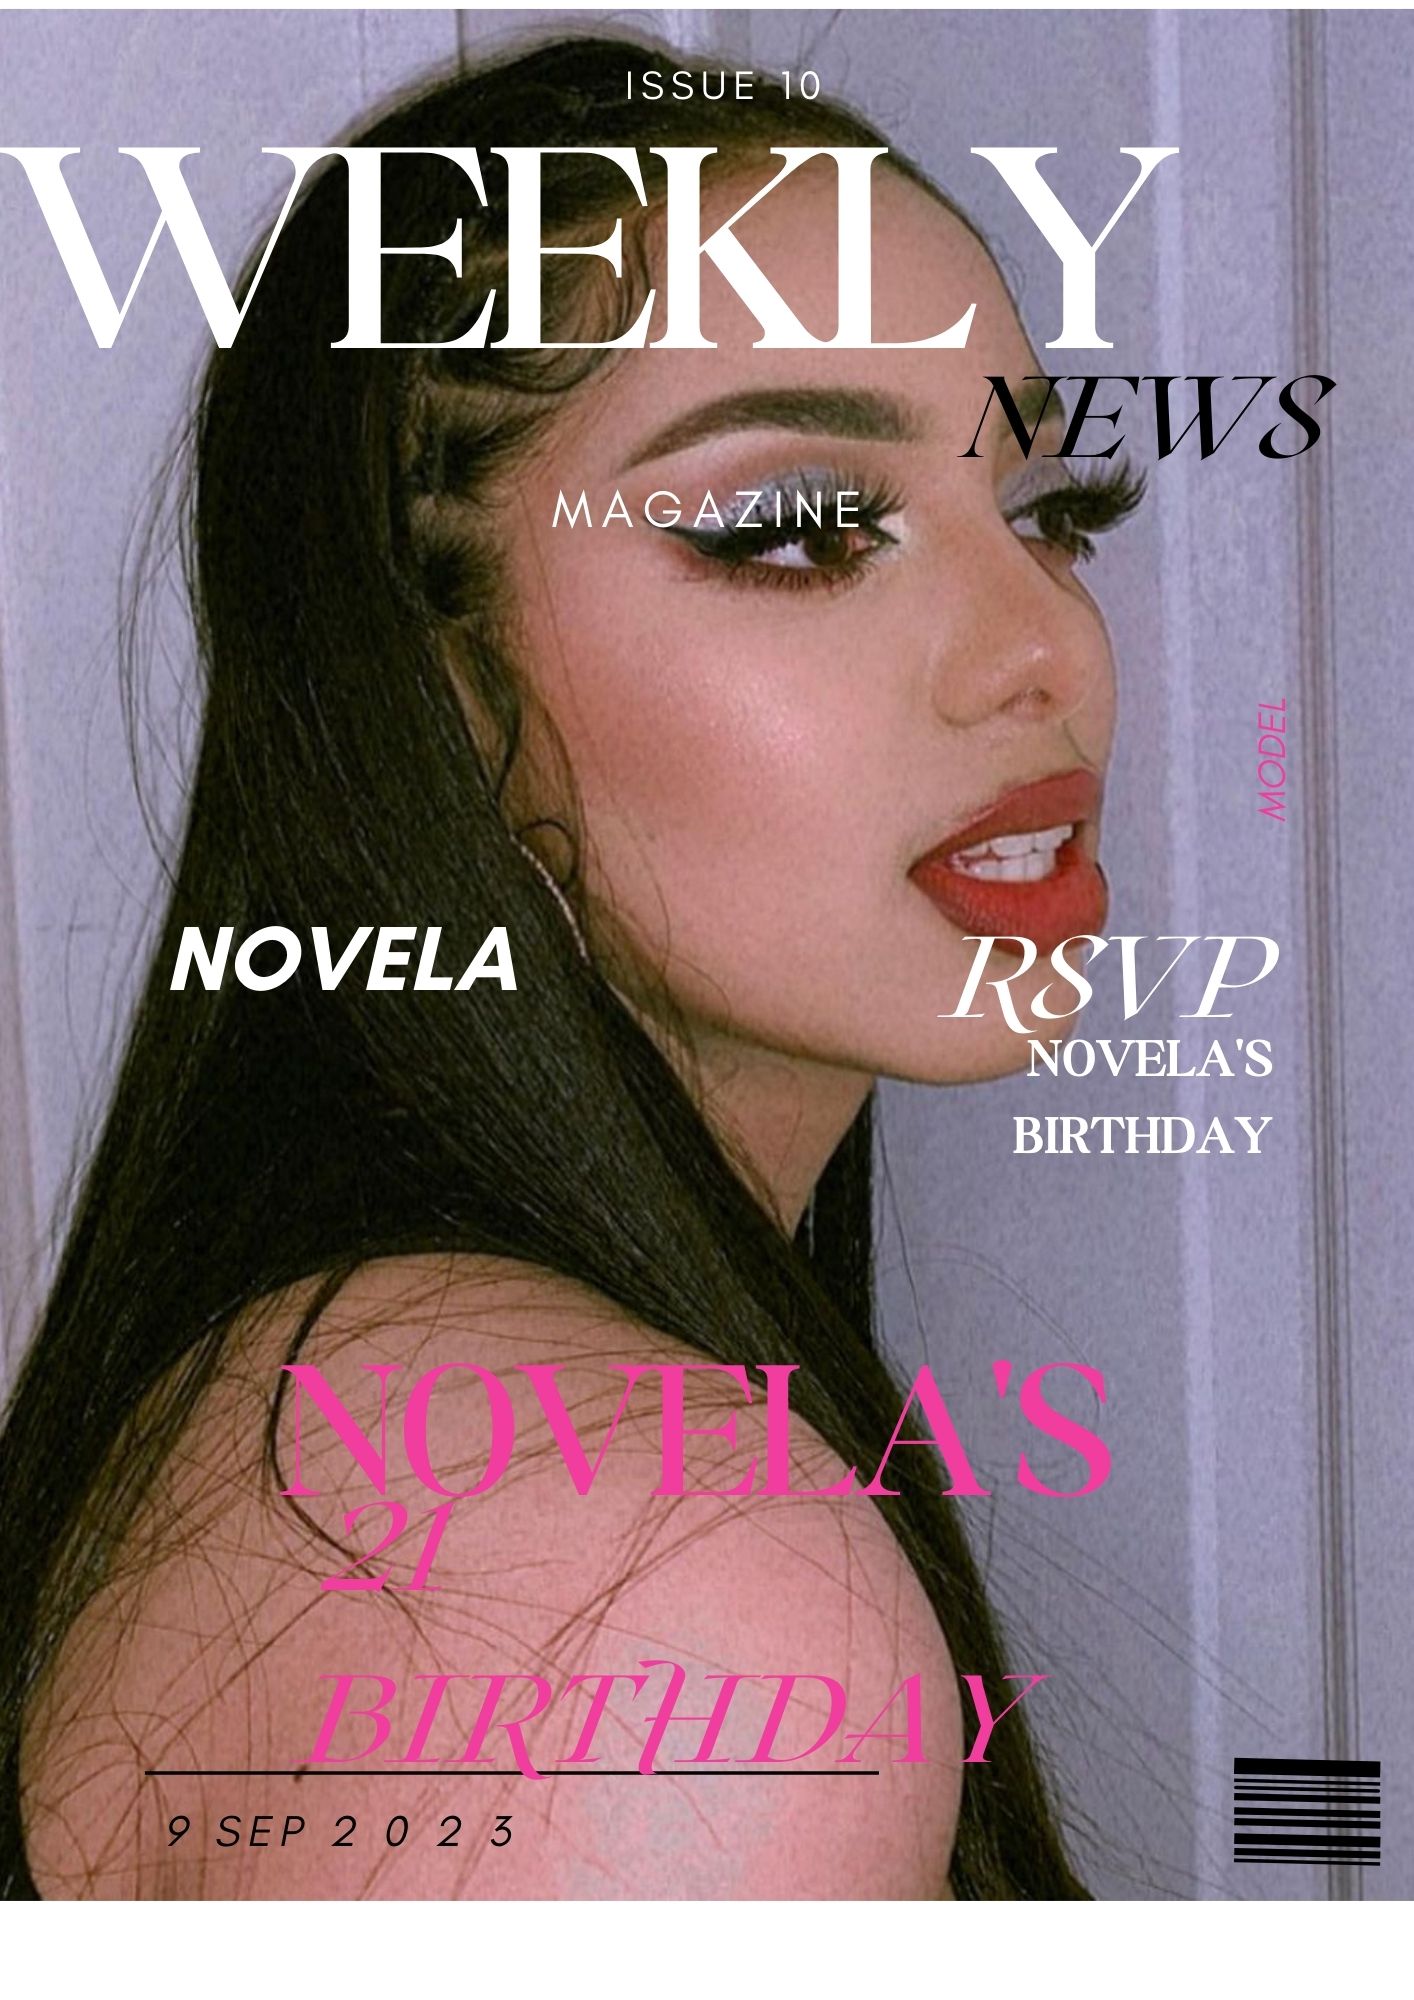 ISSUE 10
WEEKLY
NEWS
MAGAZINE
MODEL
NOVELA
RSVP
NOVELA'S
BIRTHDAY
NOVELA'S
21
BIRTHDAY
9 SEP 2 0 2 3